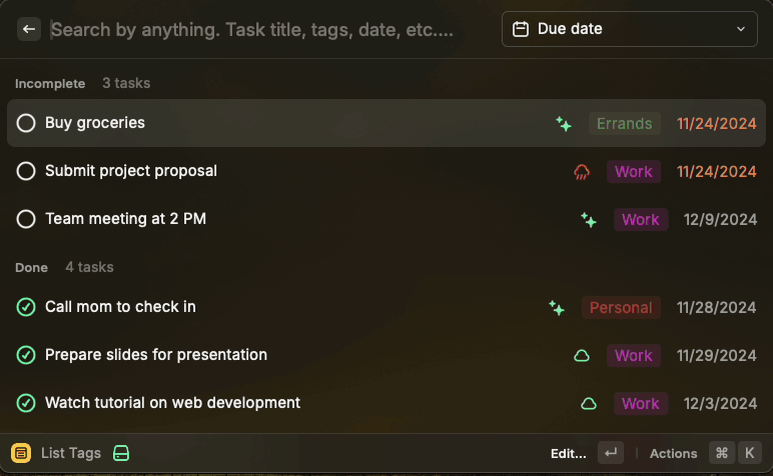 Search by anything. Task title, tags, date, etc....
Due date
Incomplete 3 tasks
Buy groceries Errands 11/24/2024
Submit project proposal Work 11/24/2024
Team meeting at 2 PM Work 12/9/2024
Done 4 tasks
Call mom to check in Personal 11/28/2024
Prepare slides for presentation Work 11/29/2024
Watch tutorial on web development Work 12/3/2024
List Tags Edit... ↵ Actions ⌘ K